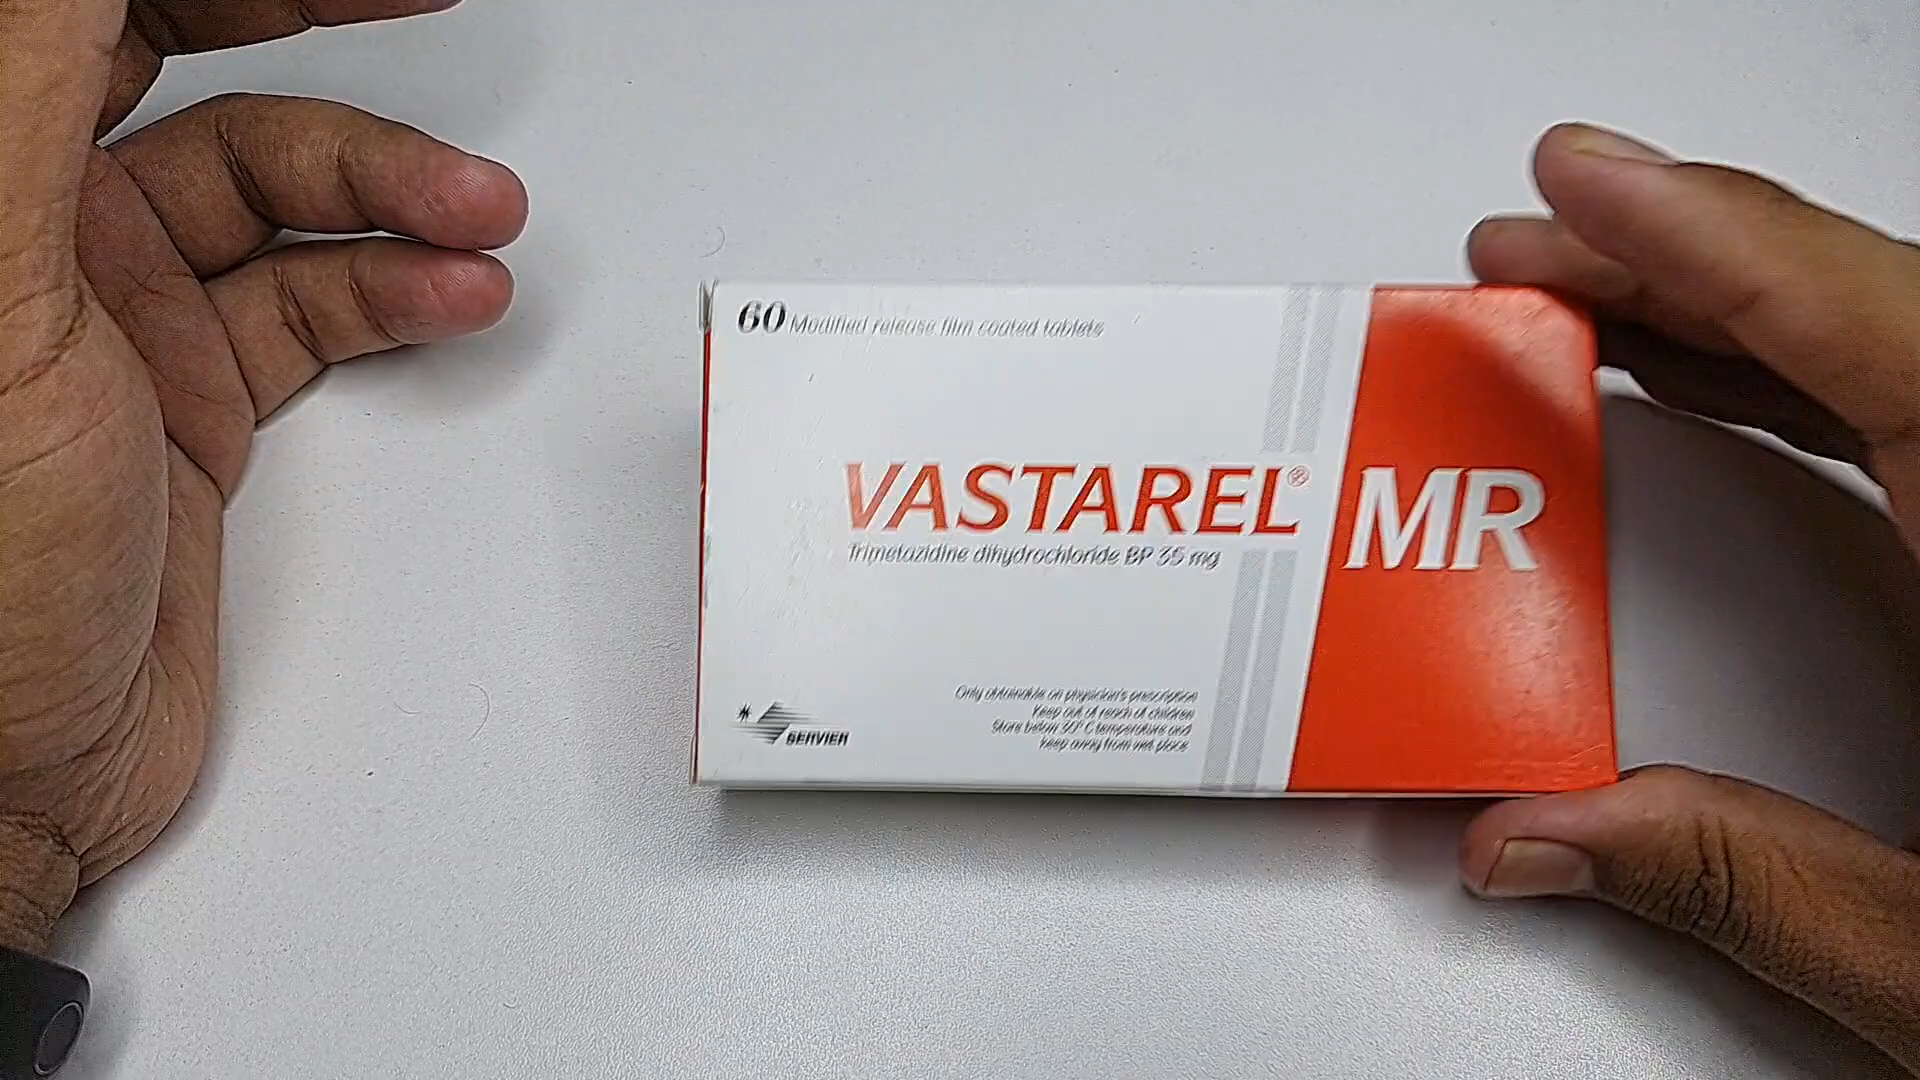 60 Modified release film coated tablets
VASTAREL® MR
Trimetazidine dihydrochloride BP 35 mg
Only obtainable on physician's prescription
Keep out of reach of children
Store below 30° C temperature and
keep away from wet place.
SERVIER